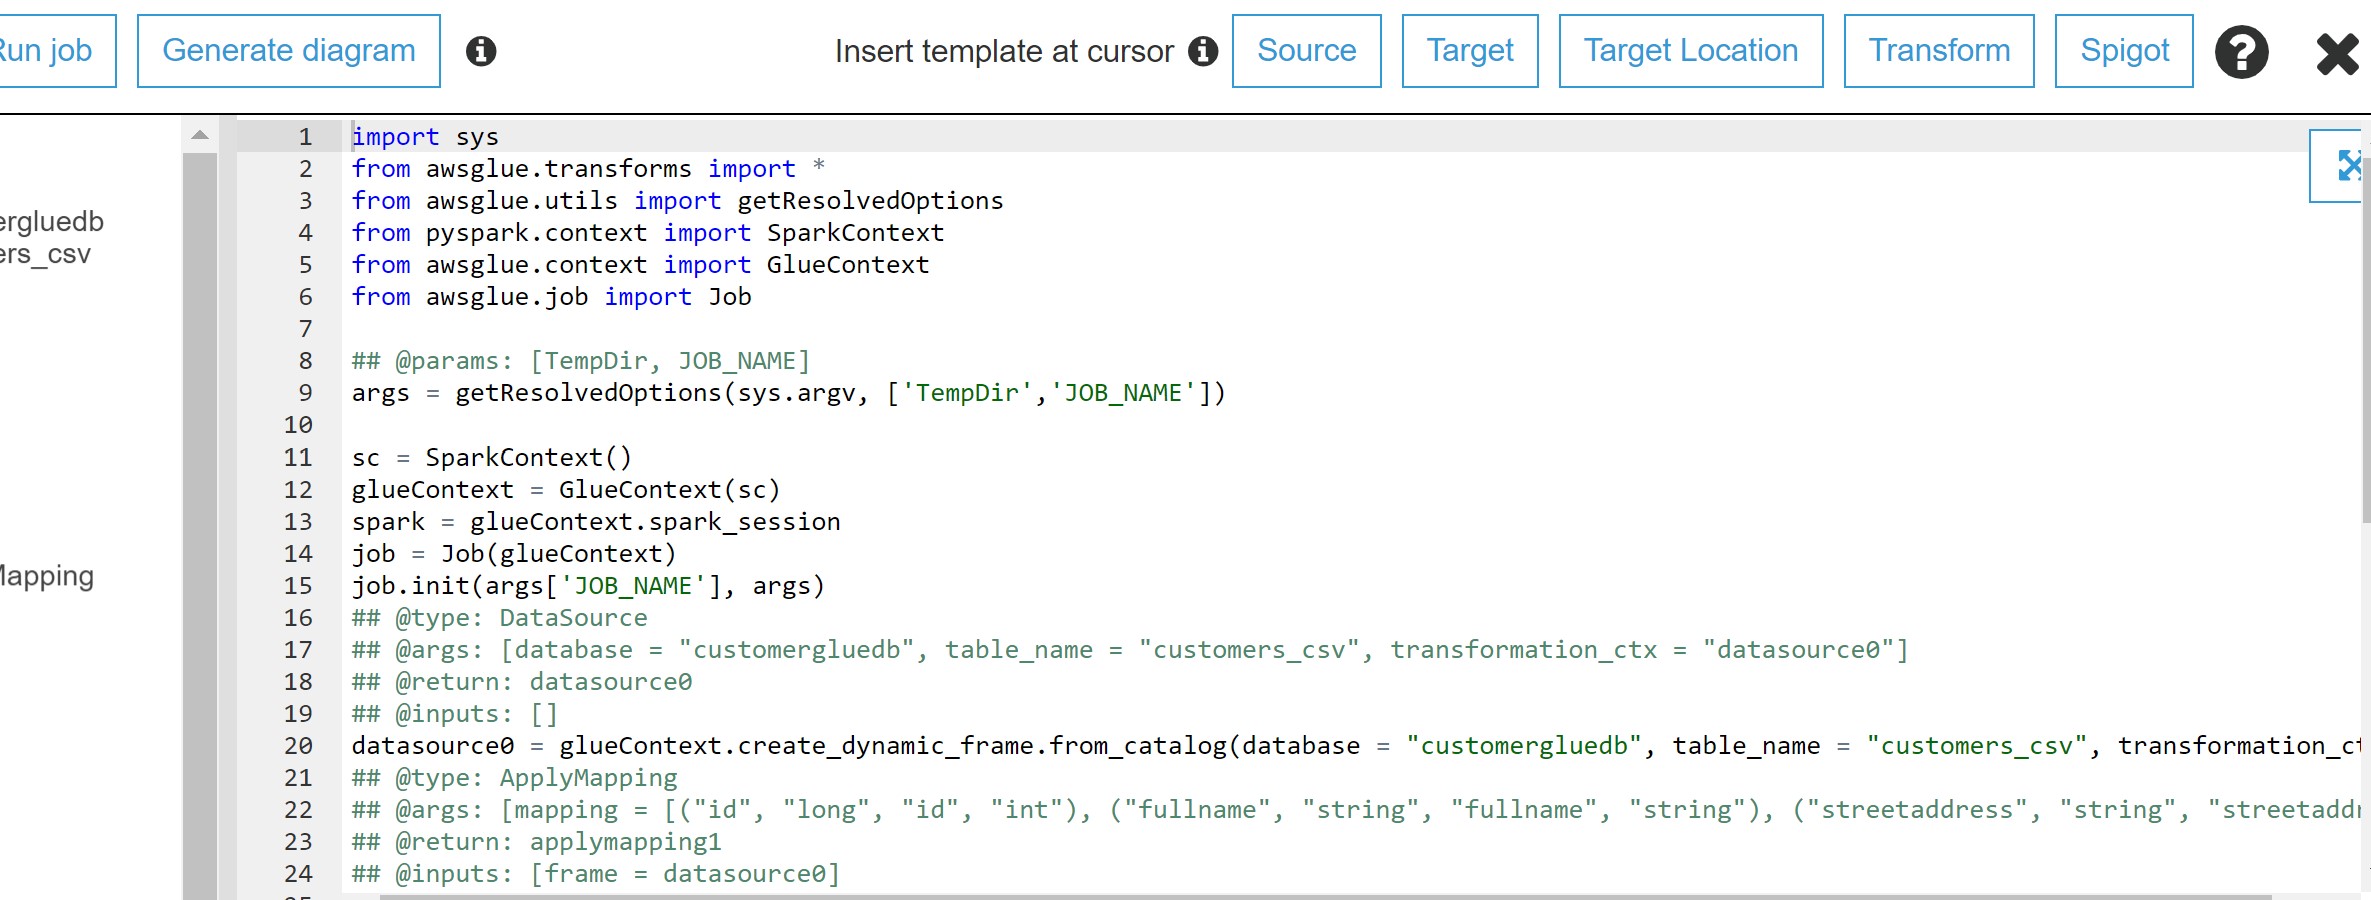 Run job Generate diagram Insert template at cursor Source Target Target Location Transform Spigot
ergluedb
ers_csv
Mapping
1 import sys
2 from awsglue.transforms import *
3 from awsglue.utils import getResolvedOptions
4 from pyspark.context import SparkContext
5 from awsglue.context import GlueContext
6 from awsglue.job import Job
7
8 ## @params: [TempDir, JOB_NAME]
9 args = getResolvedOptions(sys.argv, ['TempDir','JOB_NAME'])
10
11 sc = SparkContext()
12 glueContext = GlueContext(sc)
13 spark = glueContext.spark_session
14 job = Job(glueContext)
15 job.init(args['JOB_NAME'], args)
16 ## @type: DataSource
17 ## @args: [database = "customergluedb", table_name = "customers_csv", transformation_ctx = "datasource0"]
18 ## @return: datasource0
19 ## @inputs: []
20 datasource0 = glueContext.create_dynamic_frame.from_catalog(database = "customergluedb", table_name = "customers_csv", transformation_ct
21 ## @type: ApplyMapping
22 ## @args: [mapping = [("id", "long", "id", "int"), ("fullname", "string", "fullname", "string"), ("streetaddress", "string", "streetaddr
23 ## @return: applymapping1
24 ## @inputs: [frame = datasource0]